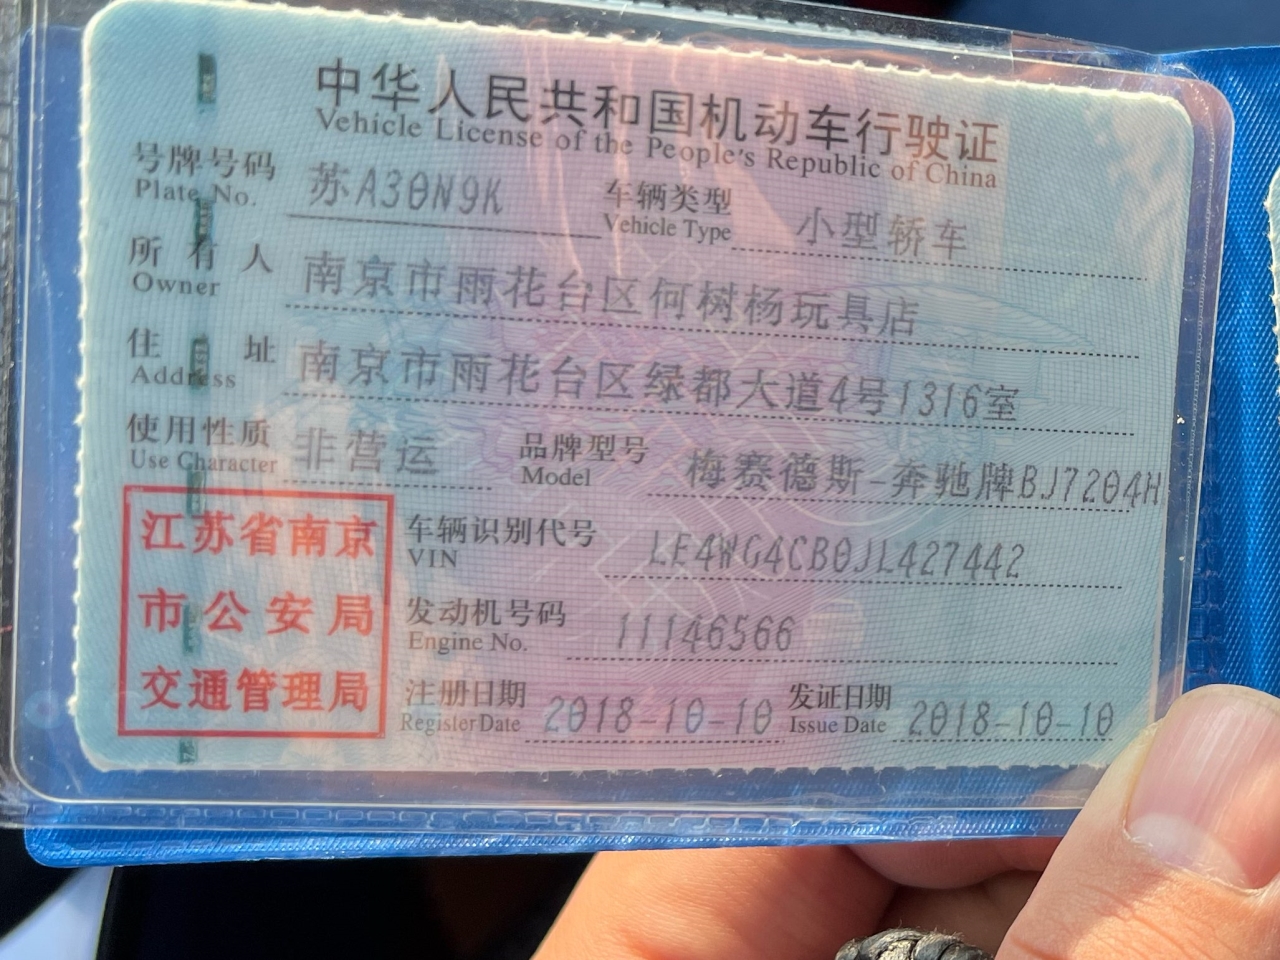 中华人民共和国机动车行驶证
Vehicle License of the People's Republic of China
号牌号码 苏A30N9K 车辆类型 小型轿车
Plate No. Vehicle Type
所有人 南京市雨花台区何树杨玩具店
Owner
住址 南京市雨花台区绿都大道4号1316室
Address
使用性质 非营运 品牌型号 梅赛德斯-奔驰牌BJ7204H
Use Character Model
江苏省南京
市公安局
交通管理局
车辆识别代号 LE4WG4CB0JL427442
VIN
发动机号码 11146566
Engine No.
注册日期 2018-10-10 发证日期 2018-10-10
Register Date Issue Date